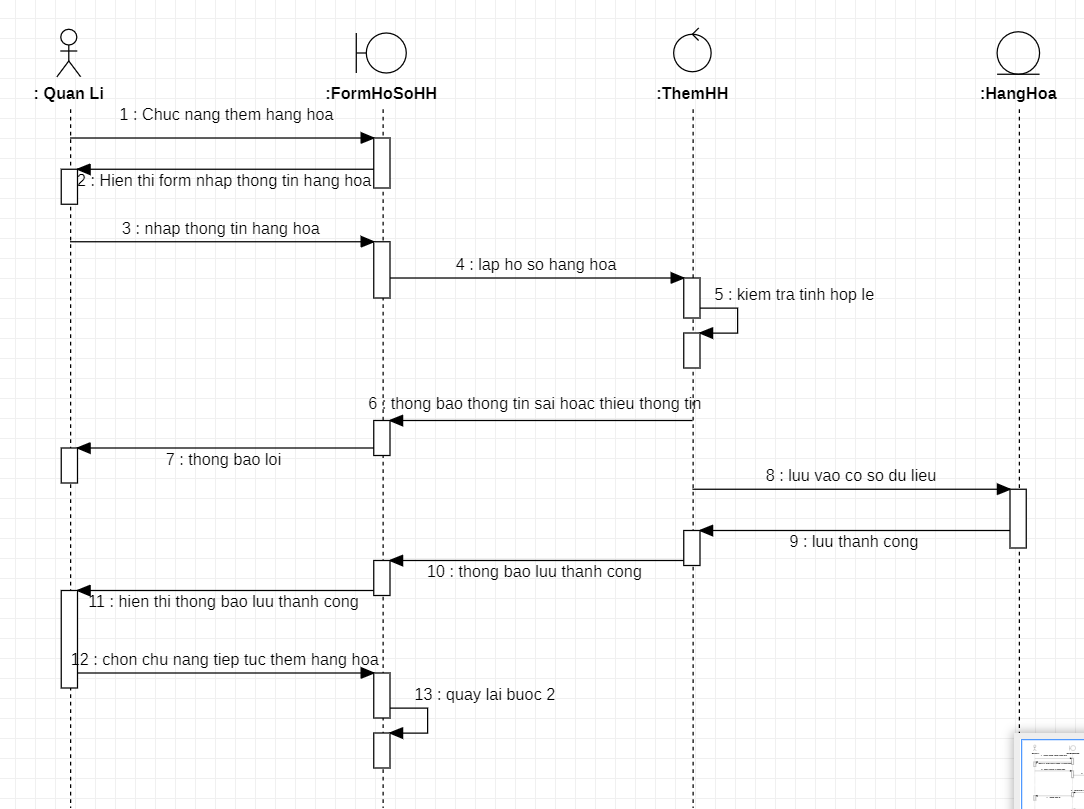 : Quan Li
:FormHoSoHH
:ThemHH
:HangHoa
1 : Chuc nang them hang hoa
2 : Hien thi form nhap thong tin hang hoa
3 : nhap thong tin hang hoa
4 : lap ho so hang hoa
5 : kiem tra tinh hop le
6 : thong bao thong tin sai hoac thieu thong tin
7 : thong bao loi
8 : luu vao co so du lieu
9 : luu thanh cong
10 : thong bao luu thanh cong
11 : hien thi thong bao luu thanh cong
12 : chon chu nang tiep tuc them hang hoa
13 : quay lai buoc 2